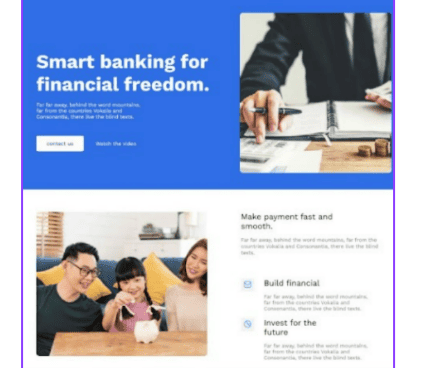 Smart banking for
financial freedom.
Far far away, behind the word mountains,
far from the countries Vokalia and
Consonantia, there live the blind texts.
contact us
Watch the video
Make payment fast and
smooth.
Far far away, behind the word mountains, far from the
countries Vokalia and Consonantia, there live the blind
texts.
Build financial
Far far away, behind the word mountains,
far from the countries Vokalia and
Consonantia, there live the blind texts.
Invest for the
future
Far far away, behind the word mountains,
far from the countries Vokalia and
Consonantia, there live the blind texts.